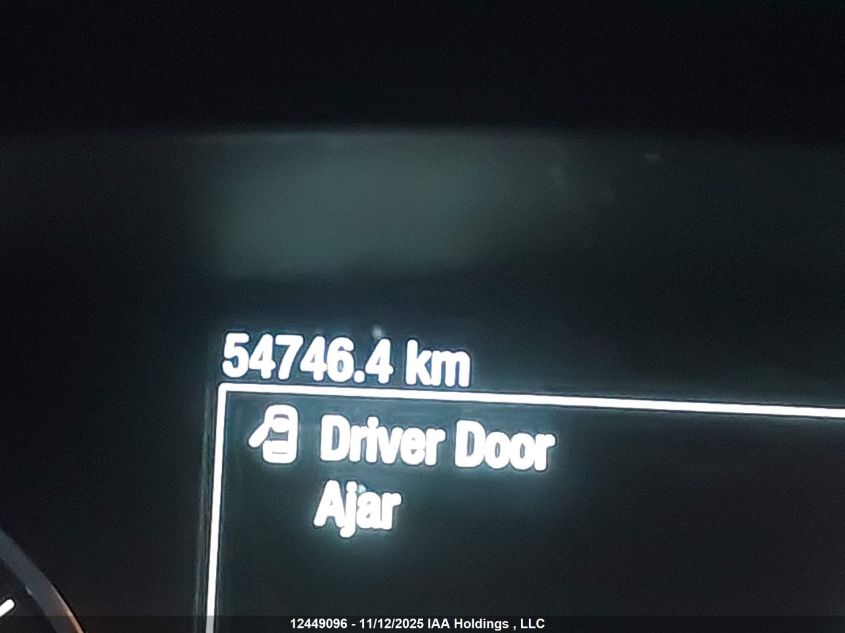 54746.4 km
Driver Door
Ajar
12449096 - 11/12/2025 IAA Holdings , LLC